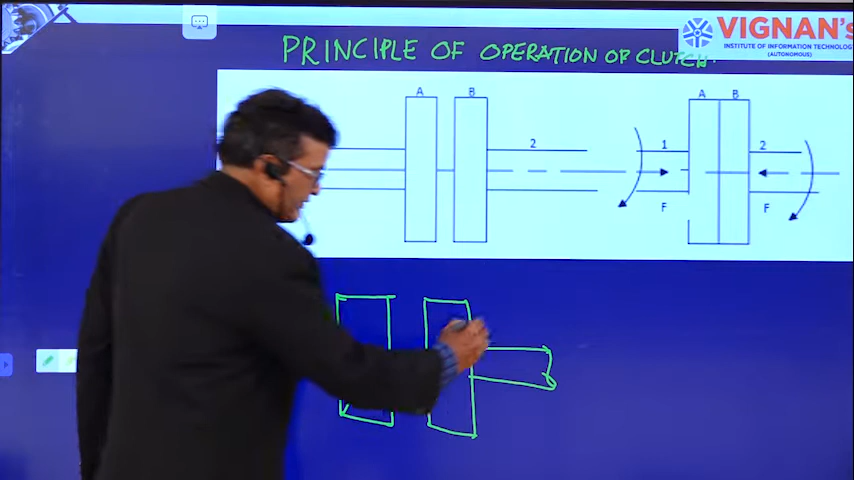 VIGNAN's
INSTITUTE OF INFORMATION TECHNOLOGY
(AUTONOMOUS)
PRINCIPLE OF OPERATION OF CLUTCH.
A B A B
2 1 2
F F